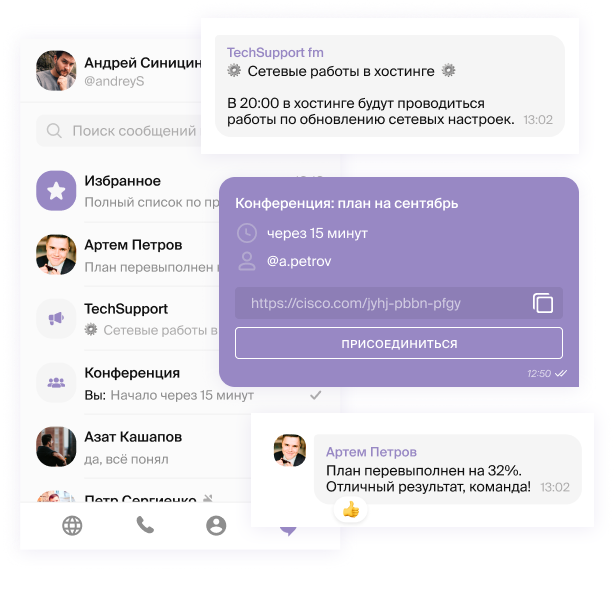 Андрей Синицин
@andreyS
Поиск сообщений
Избранное
Полный список по
Артем Петров
План перевыполнен
TechSupport
Сетевые работы в
Конференция
Вы: Начало через 15 минут
Азат Кашапов
да, всё понял
Петр Сергиенко
TechSupport fm
Сетевые работы в хостинге
В 20:00 в хостинге будут проводиться
работы по обновлению сетевых настроек. 13:02
Конференция: план на сентябрь
через 15 минут
@a.petrov
https://cisco.com/jyhj-pbbn-pfgy
ПРИСОЕДИНИТЬСЯ
12:50
Артем Петров
План перевыполнен на 32%.
Отличный результат, команда! 13:02